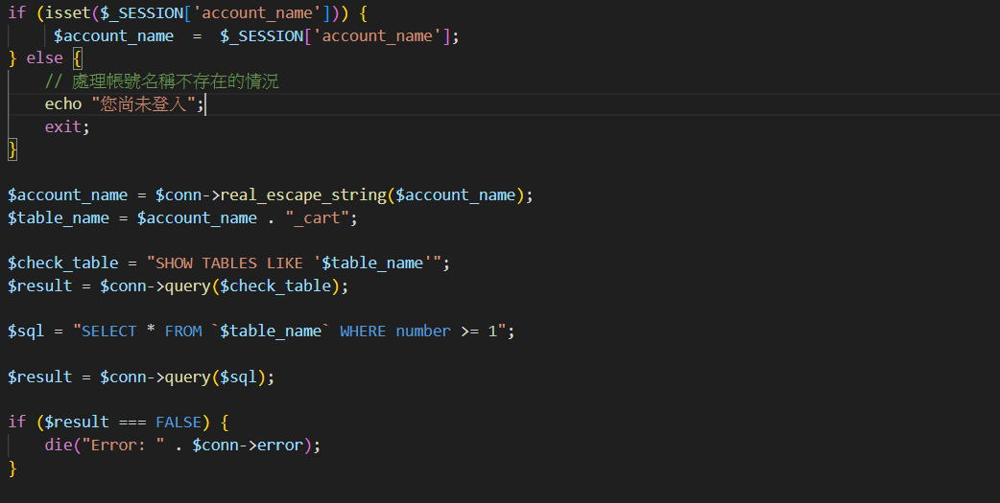 if (isset($_SESSION['account_name'])) {
$account_name  =  $_SESSION['account_name'];
} else {
// 處理帳號名稱不存在的情況
echo "您尚未登入";
exit;
}
$account_name = $conn->real_escape_string($account_name);
$table_name = $account_name . "_cart";
$check_table = "SHOW TABLES LIKE '$table_name'";
$result = $conn->query($check_table);
$sql = "SELECT * FROM `$table_name` WHERE number >= 1";
$result = $conn->query($sql);
if ($result === FALSE) {
die("Error: " . $conn->error);
}